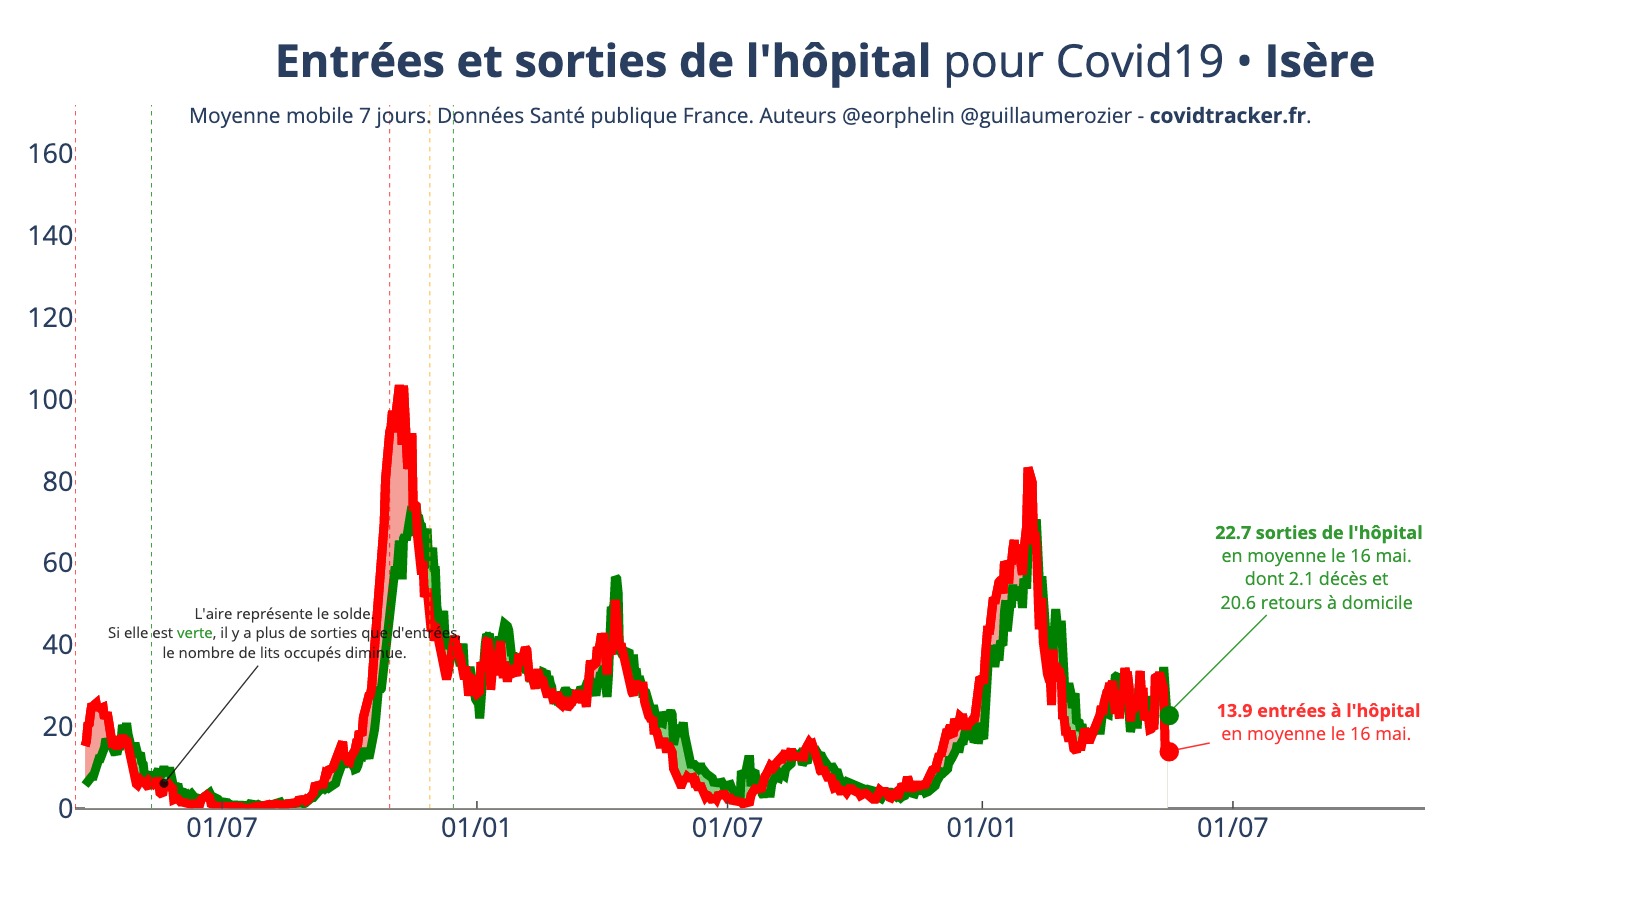 Entrées et sorties de l'hôpital pour Covid19 • Isère
Moyenne mobile 7 jours. Données Santé publique France. Auteurs @eorphelin @guillaumerozier - covidtracker.fr.
160
140
120
100
80
60
40
20
0
L'aire représente le solde.
Si elle est verte, il y a plus de sorties que d'entrées,
le nombre de lits occupés diminue.
22.7 sorties de l'hôpital
en moyenne le 16 mai.
dont 2.1 décès et
20.6 retours à domicile
13.9 entrées à l'hôpital
en moyenne le 16 mai.
01/07
01/01
01/07
01/01
01/07